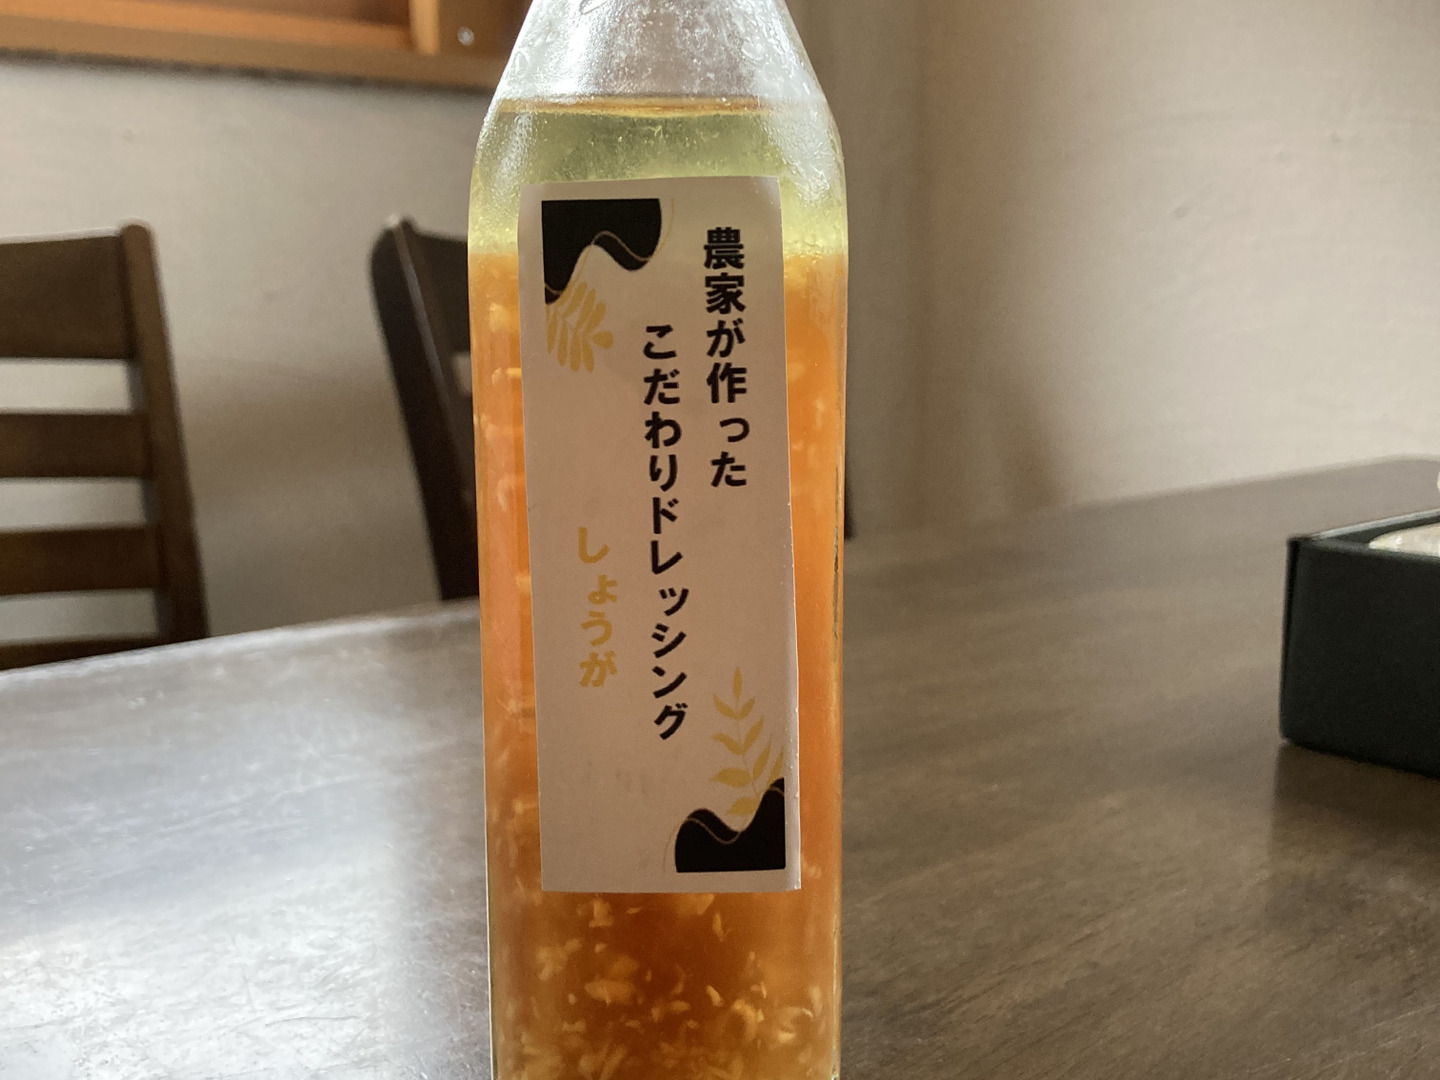 農家が作った
こだわりドレッシング
しょうが